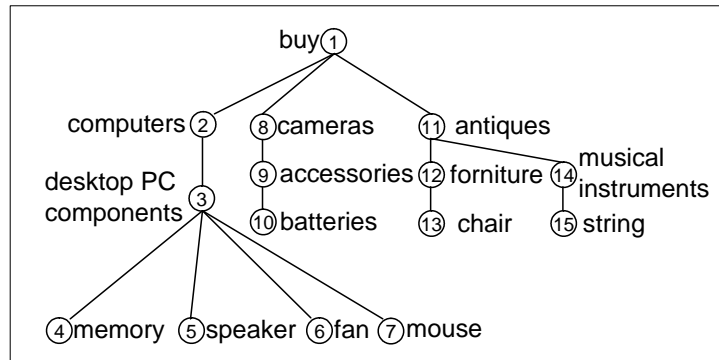 buy 1
computers 2 8 cameras 11 antiques
desktop PC
components 3
9 accessories 12 forniture 14 musical
instruments
10 batteries 13 chair 15 string
4 memory 5 speaker 6 fan 7 mouse